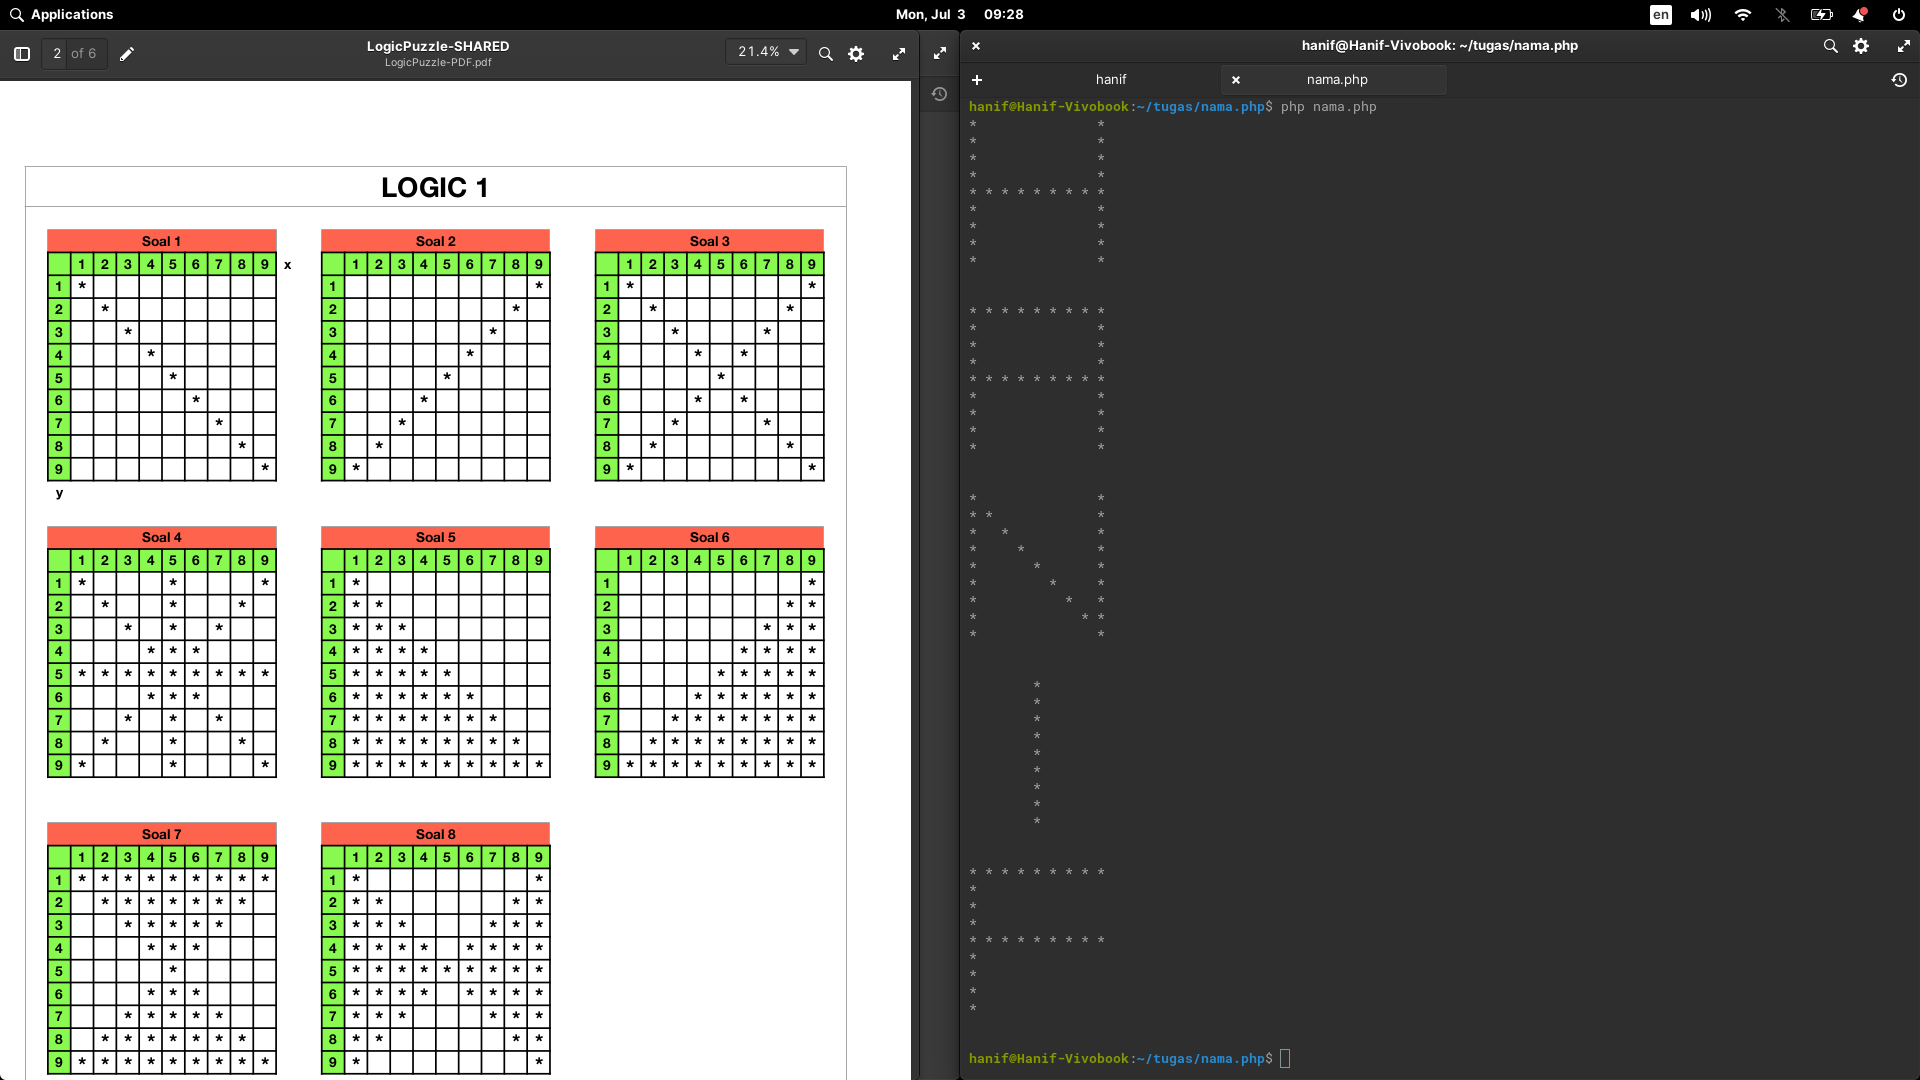 Applications
Mon, Jul 3 09:28
en
2 of 6
LogicPuzzle-SHARED
LogicPuzzle-PDF.pdf
21.4%
LOGIC 1
Soal 1
1 2 3 4 5 6 7 8 9 x
1 *
2 *
3 *
4 *
5 *
6 *
7 *
8 *
9 *
y
Soal 2
1 2 3 4 5 6 7 8 9
1 *
2 *
3 *
4 *
5 *
6 *
7 *
8 *
9 *
Soal 3
1 2 3 4 5 6 7 8 9
1 * *
2 * *
3 * *
4 * *
5 *
6 * *
7 * *
8 * *
9 * *
Soal 4
1 2 3 4 5 6 7 8 9
1 * * *
2 * * *
3 * * *
4 * * *
5 * * * * * * * * *
6 * * *
7 * * *
8 * * *
9 * * *
Soal 5
1 2 3 4 5 6 7 8 9
1 *
2 * *
3 * * *
4 * * * *
5 * * * * *
6 * * * * * *
7 * * * * * * *
8 * * * * * * * *
9 * * * * * * * * *
Soal 6
1 2 3 4 5 6 7 8 9
1 *
2 * *
3 * * *
4 * * * *
5 * * * * *
6 * * * * * *
7 * * * * * * *
8 * * * * * * * *
9 * * * * * * * * *
Soal 7
1 2 3 4 5 6 7 8 9
1 * * * * * * * * *
2 * * * * * * *
3 * * * * *
4 * * *
5 *
6 * * *
7 * * * * *
8 * * * * * * *
9 * * * * * * * * *
Soal 8
1 2 3 4 5 6 7 8 9
1 * *
2 * * * *
3 * * * * * *
4 * * * * * * * *
5 * * * * * * * * *
6 * * * * * * * *
7 * * * * * *
8 * * * *
9 * *
hanif@Hanif-Vivobook: ~/tugas/nama.php
hanif
nama.php
hanif@Hanif-Vivobook:~/tugas/nama.php$ php nama.php
*               *
*               *
*               *
*               *
* * * * * * * * *
*               *
*               *
*               *
*               *
* * * * * * * * *
*               *
*               *
*               *
* * * * * * * * *
*               *
*               *
*               *
*               *
*               *
* *             *
*   *           *
*     *         *
*       *       *
*         *     *
*           *   *
*             * *
*               *
        *
        *
        *
        *
        *
        *
        *
        *
        *
* * * * * * * * *
*
*
*
* * * * * * * * *
*
*
*
*
hanif@Hanif-Vivobook:~/tugas/nama.php$